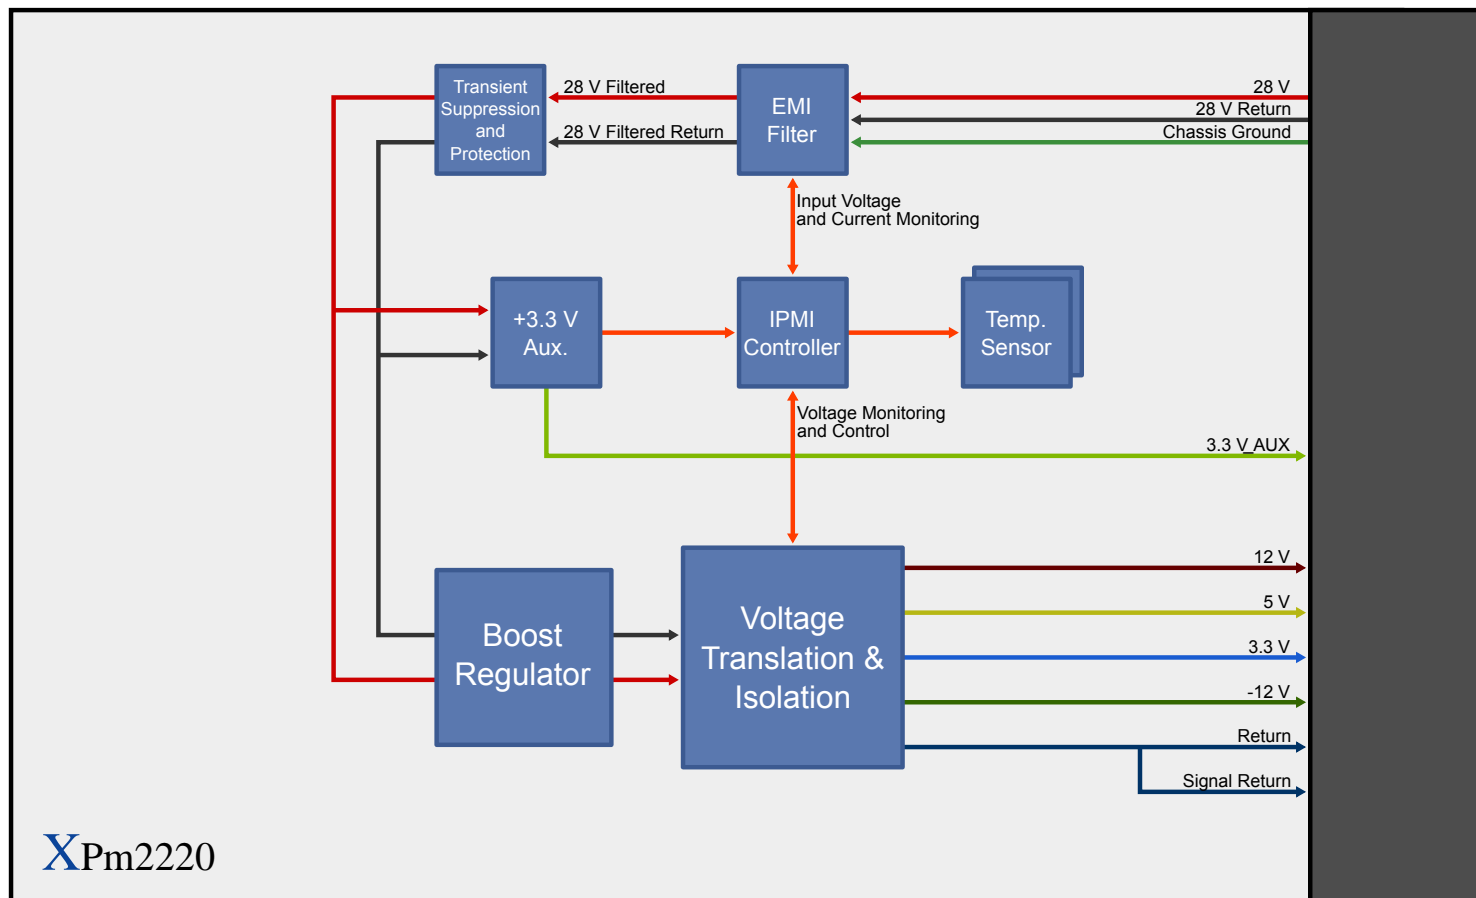 Transient
Suppression
and
Protection
28 V Filtered
28 V Filtered Return
EMI
Filter
28 V
28 V Return
Chassis Ground
Input Voltage
and Current Monitoring
+3.3 V
Aux.
IPMI
Controller
Temp.
Sensor
Voltage Monitoring
and Control
3.3 V_AUX
Boost
Regulator
Voltage
Translation &
Isolation
12 V
5 V
3.3 V
-12 V
Return
Signal Return
XPm2220